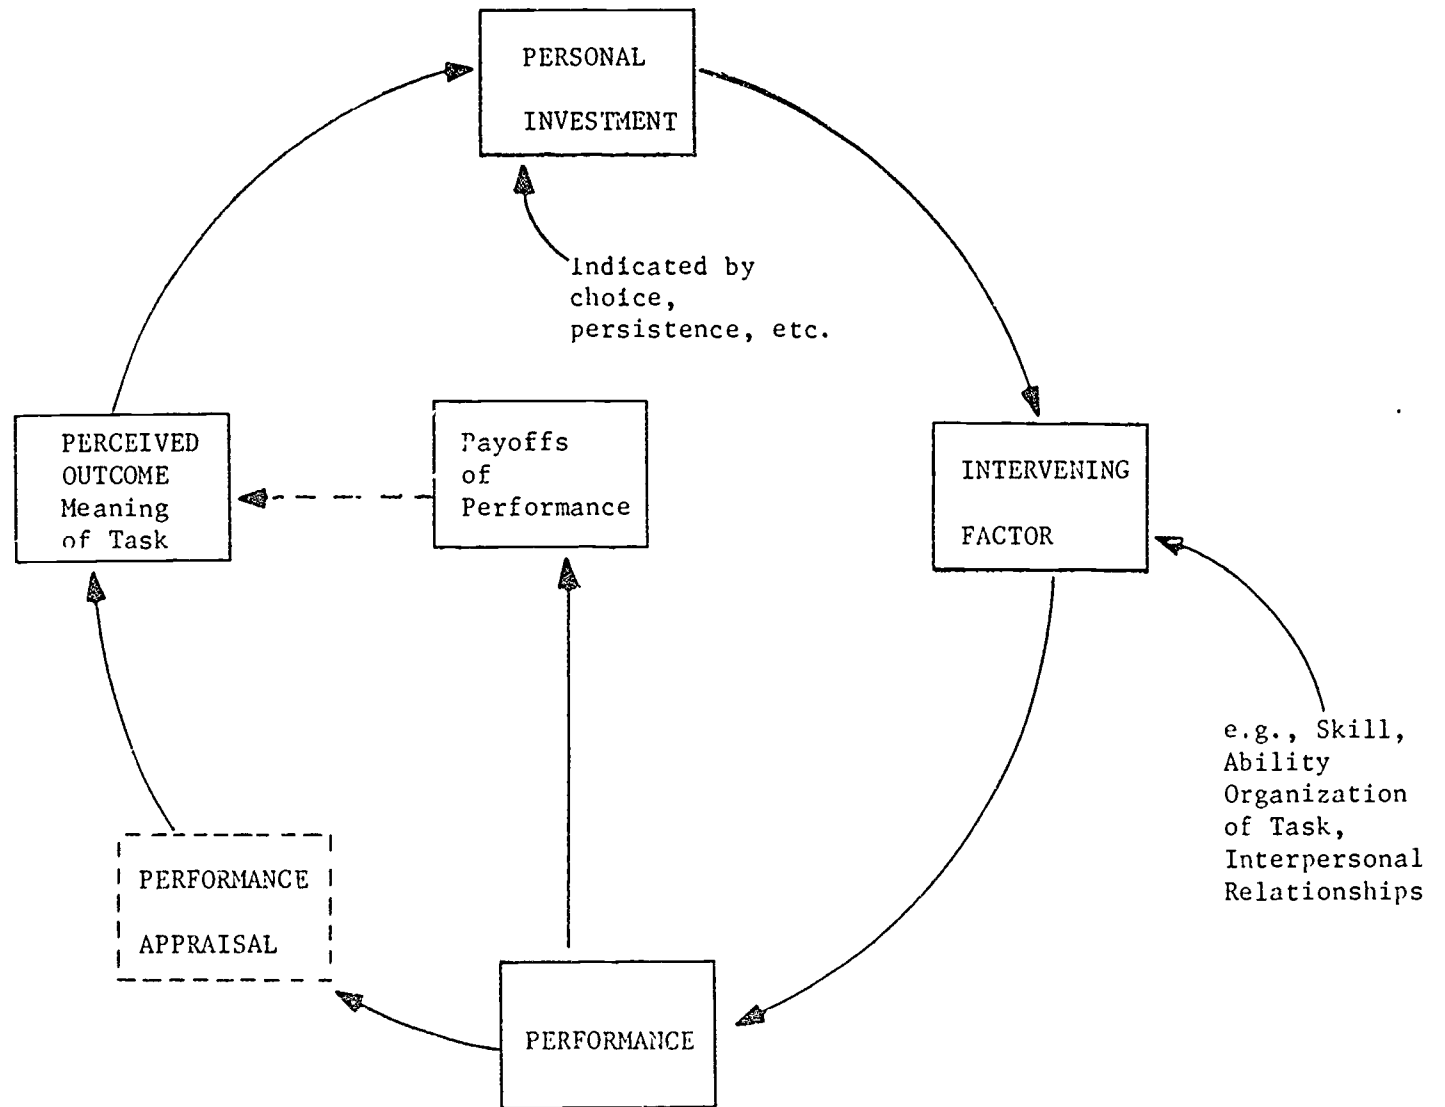 PERSONAL
INVESTMENT
Indicated by
choice,
persistence, etc.
PERCEIVED
OUTCOME
Meaning
of Task
Payoffs
of
Performance
INTERVENING
FACTOR
e.g., Skill,
Ability
Organization
of Task,
Interpersonal
Relationships
PERFORMANCE
APPRAISAL
PERFORMANCE